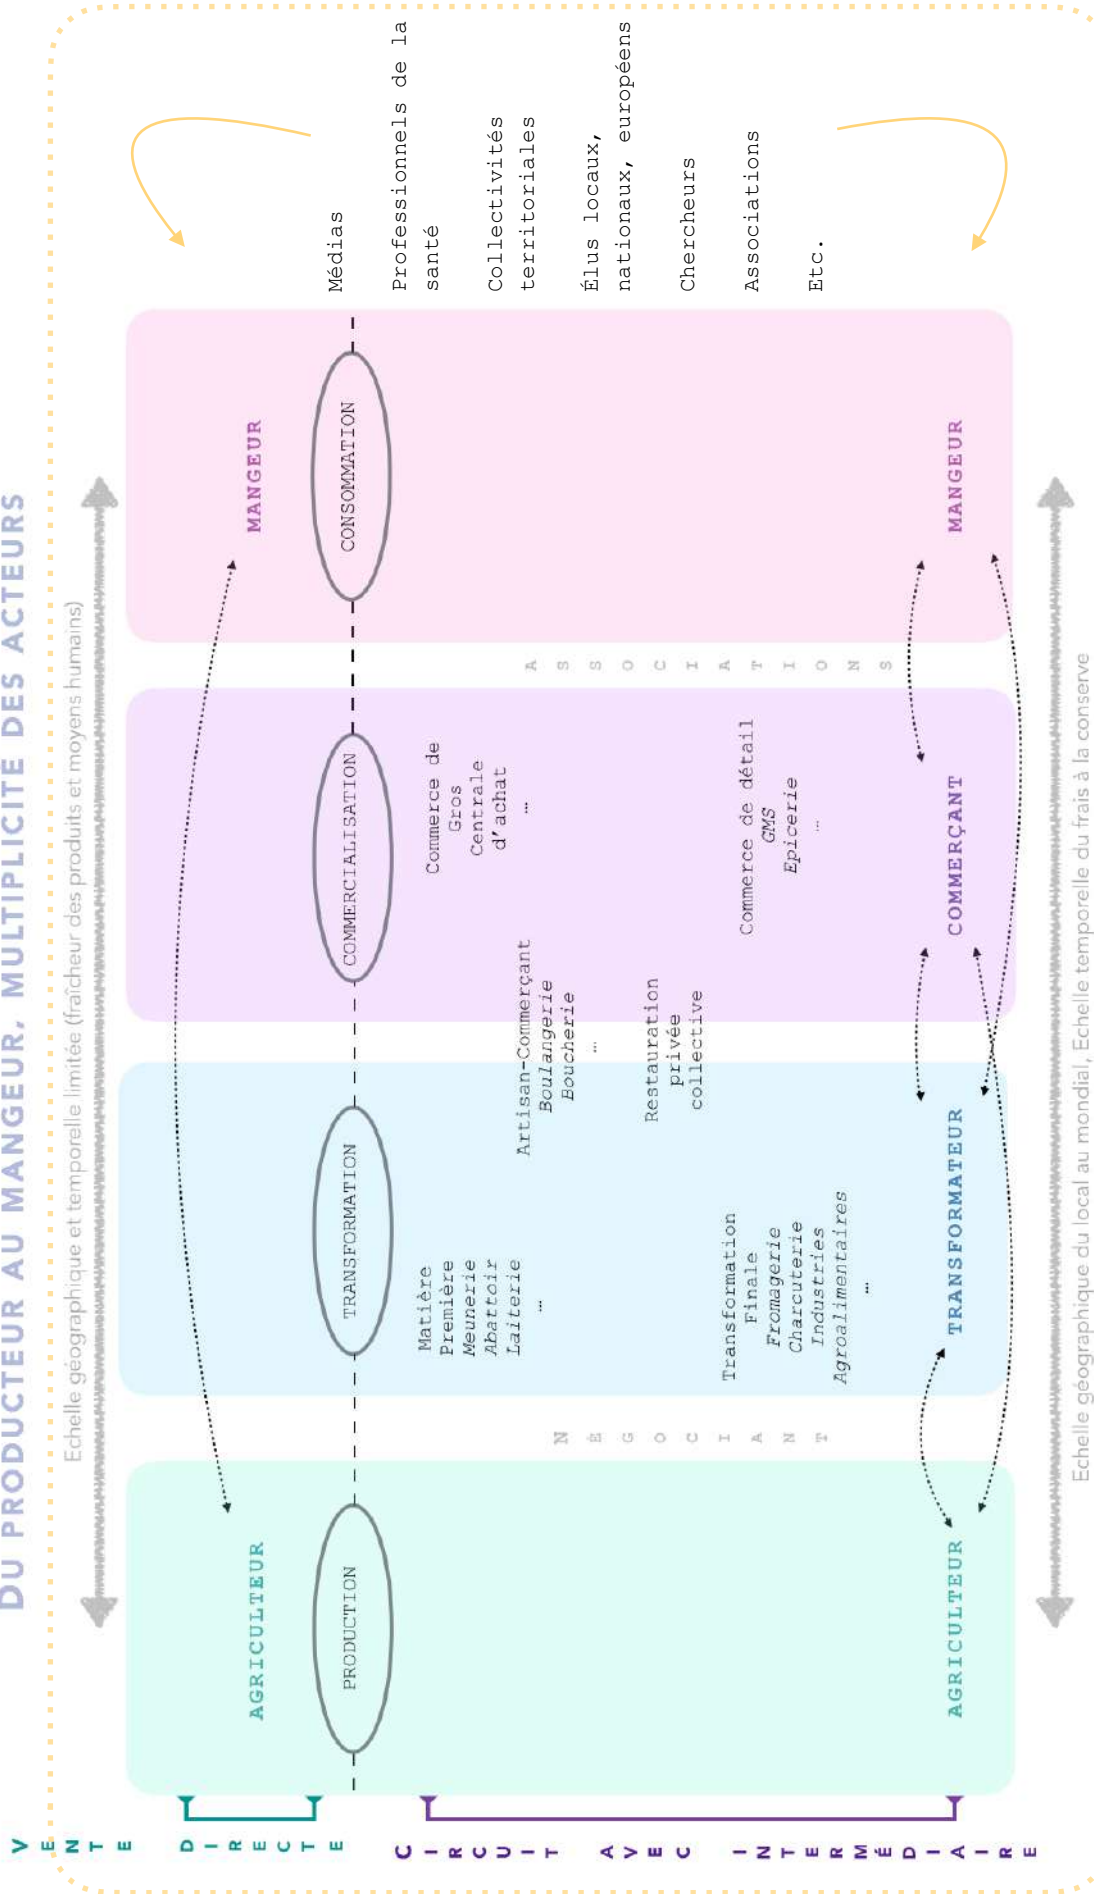 DU PRODUCTEUR AU MANGEUR, MULTIPLICITE DES ACTEURS
Echelle géographique et temporelle limitée (fraîcheur des produits et moyens humains)
VENTE DIRECTE
AGRICULTEUR
MANGEUR
PRODUCTION
TRANSFORMATION
COMMERCIALISATION
CONSOMMATION
CIRCUIT AVEC INTERMÉDIAIRE
NÉGOCIANT
Matière
Première
Meunerie
Abattoir
Laiterie
...
Transformation
Finale
Fromagerie
Charcuterie
Industries
Agroalimentaires
...
Artisan-Commerçant
Boulangerie
Boucherie
...
Restauration
privée
collective
Commerce de
Gros
Centrale
d'achat
...
Commerce de détail
GMS
Epicerie
...
ASSOCIATIONS
AGRICULTEUR
TRANSFORMATEUR
COMMERÇANT
MANGEUR
Médias
Professionnels de la
santé
Collectivités
territoriales
Élus locaux,
nationaux, européens
Chercheurs
Associations
Etc.
Echelle géographique du local au mondial, Echelle temporelle du frais à la conserve